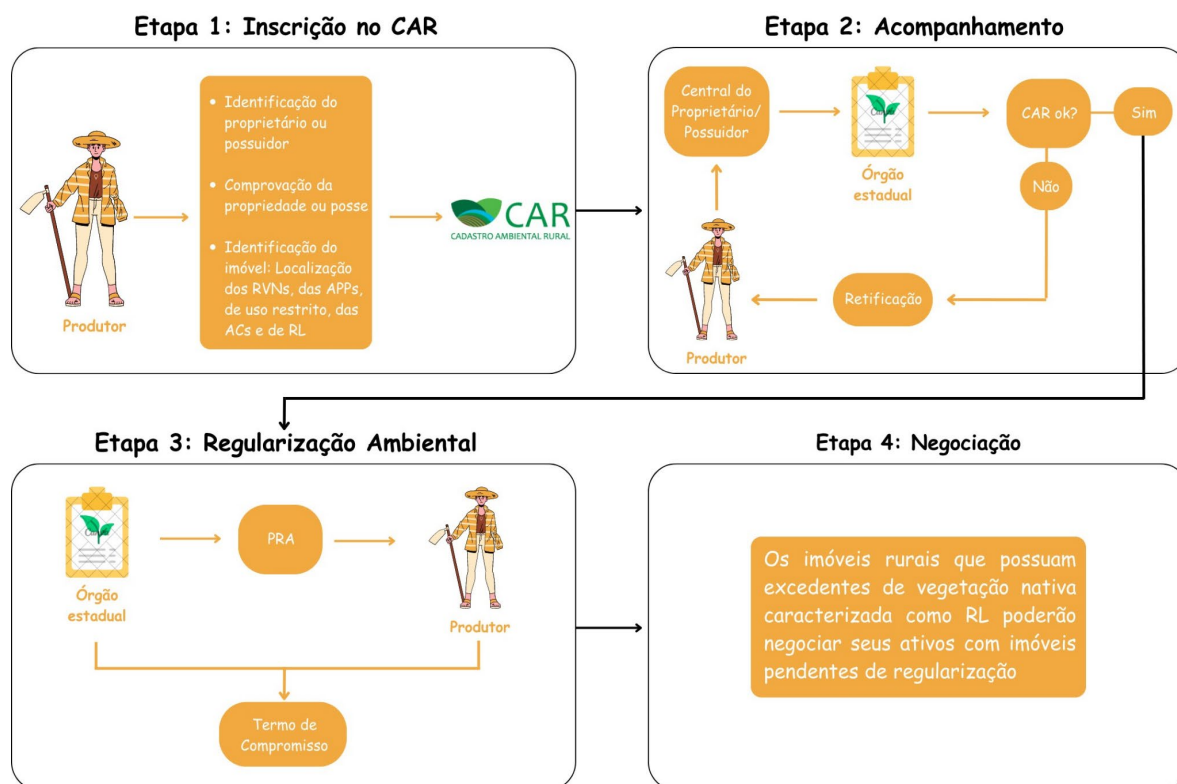 Etapa 1: Inscrição no CAR
Identificação do
proprietário ou
possuidor
Comprovação da
propriedade ou posse
Identificação do
imóvel: Localização
dos RVNs, das APPs,
de uso restrito, das
ACs e de RL
Produtor
CAR
CADASTRO AMBIENTAL RURAL
Etapa 2: Acompanhamento
Central do
Proprietário/
Possuidor
Órgão
estadual
CAR ok?
Sim
Não
Retificação
Produtor
Etapa 3: Regularização Ambiental
Órgão
estadual
PRA
Produtor
Termo de
Compromisso
Etapa 4: Negociação
Os imóveis rurais que possuam
excedentes de vegetação nativa
caracterizada como RL poderão
negociar seus ativos com imóveis
pendentes de regularização